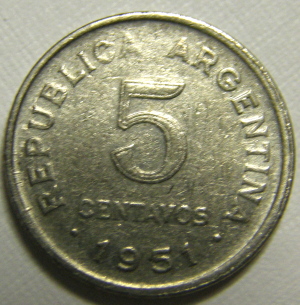 REPUBLICA ARGENTINA
5
CENTAVOS
· 1951 ·